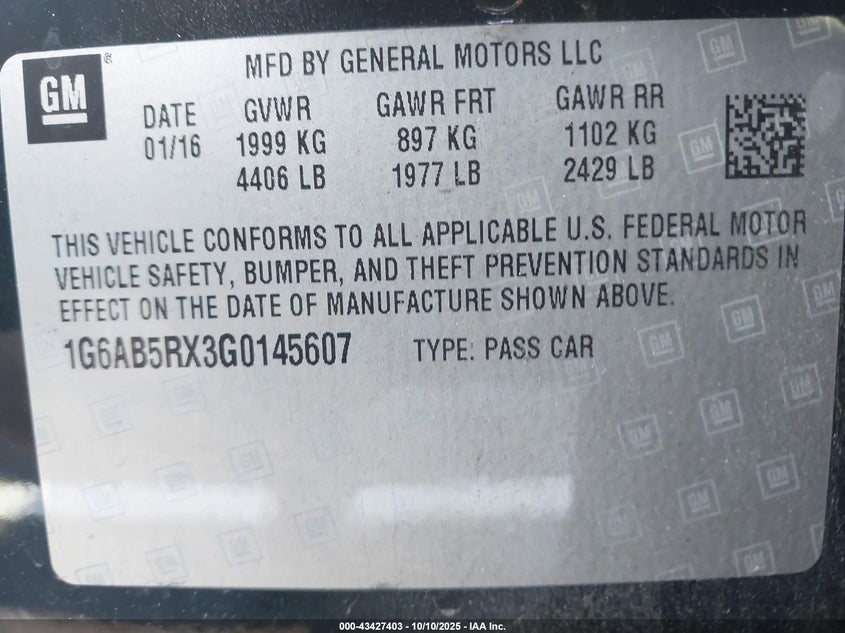 GM
MFD BY GENERAL MOTORS LLC
DATE GVWR GAWR FRT GAWR RR
01/16 1999 KG 897 KG 1102 KG
4406 LB 1977 LB 2429 LB
THIS VEHICLE CONFORMS TO ALL APPLICABLE U.S. FEDERAL MOTOR
VEHICLE SAFETY, BUMPER, AND THEFT PREVENTION STANDARDS IN
EFFECT ON THE DATE OF MANUFACTURE SHOWN ABOVE.
1G6AB5RX3G0145607 TYPE: PASS CAR
000-43427403 - 10/10/2025 - IAA Inc.